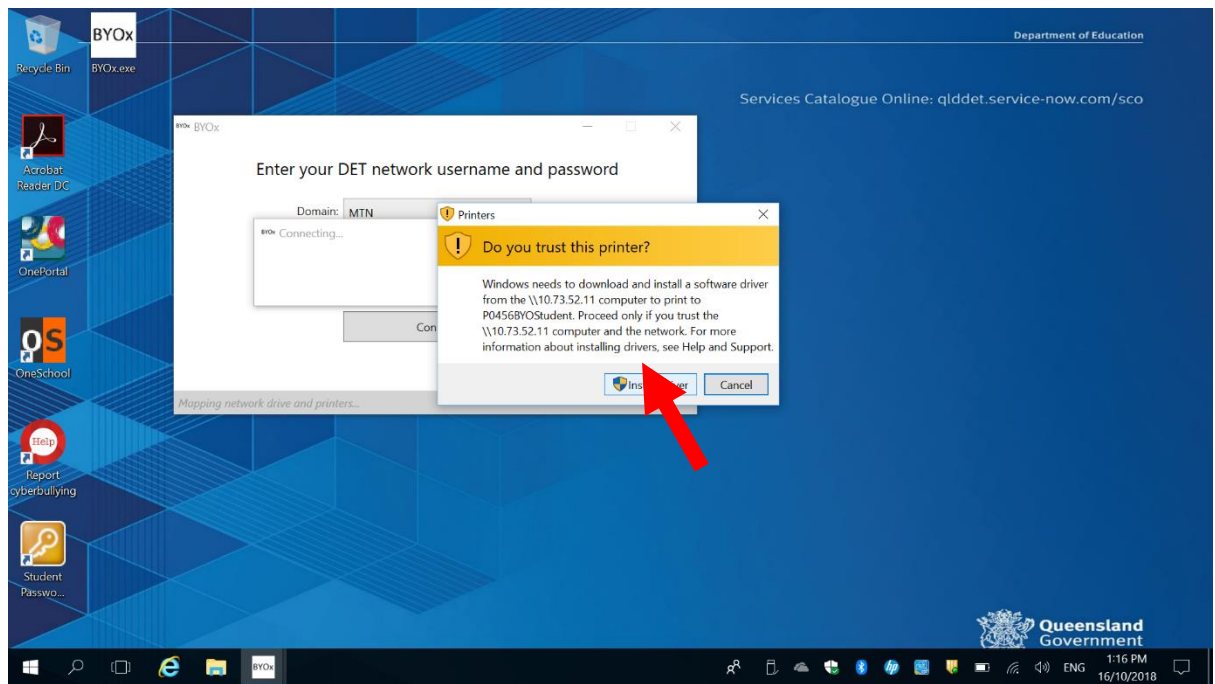 Department of Education
Services Catalogue Online: qlddet.service-now.com/sco
BYOx
Recycle Bin
BYOx.exe
Acrobat
Reader DC
OnePortal
OS
OneSchool
Help
Report
cyberbullying
Student
Passwo...
BYOx BYOx
Enter your DET network username and password
Domain: MTN
BYOx Connecting...
Con
Mapping network drive and printers...
Printers
Do you trust this printer?
Windows needs to download and install a software driver
from the \\10.73.52.11 computer to print to
P0456BYOStudent. Proceed only if you trust the
\\10.73.52.11 computer and the network. For more
information about installing drivers, see Help and Support.
Cancel
Queensland
Government
BYOx
ENG
1:16 PM
16/10/2018